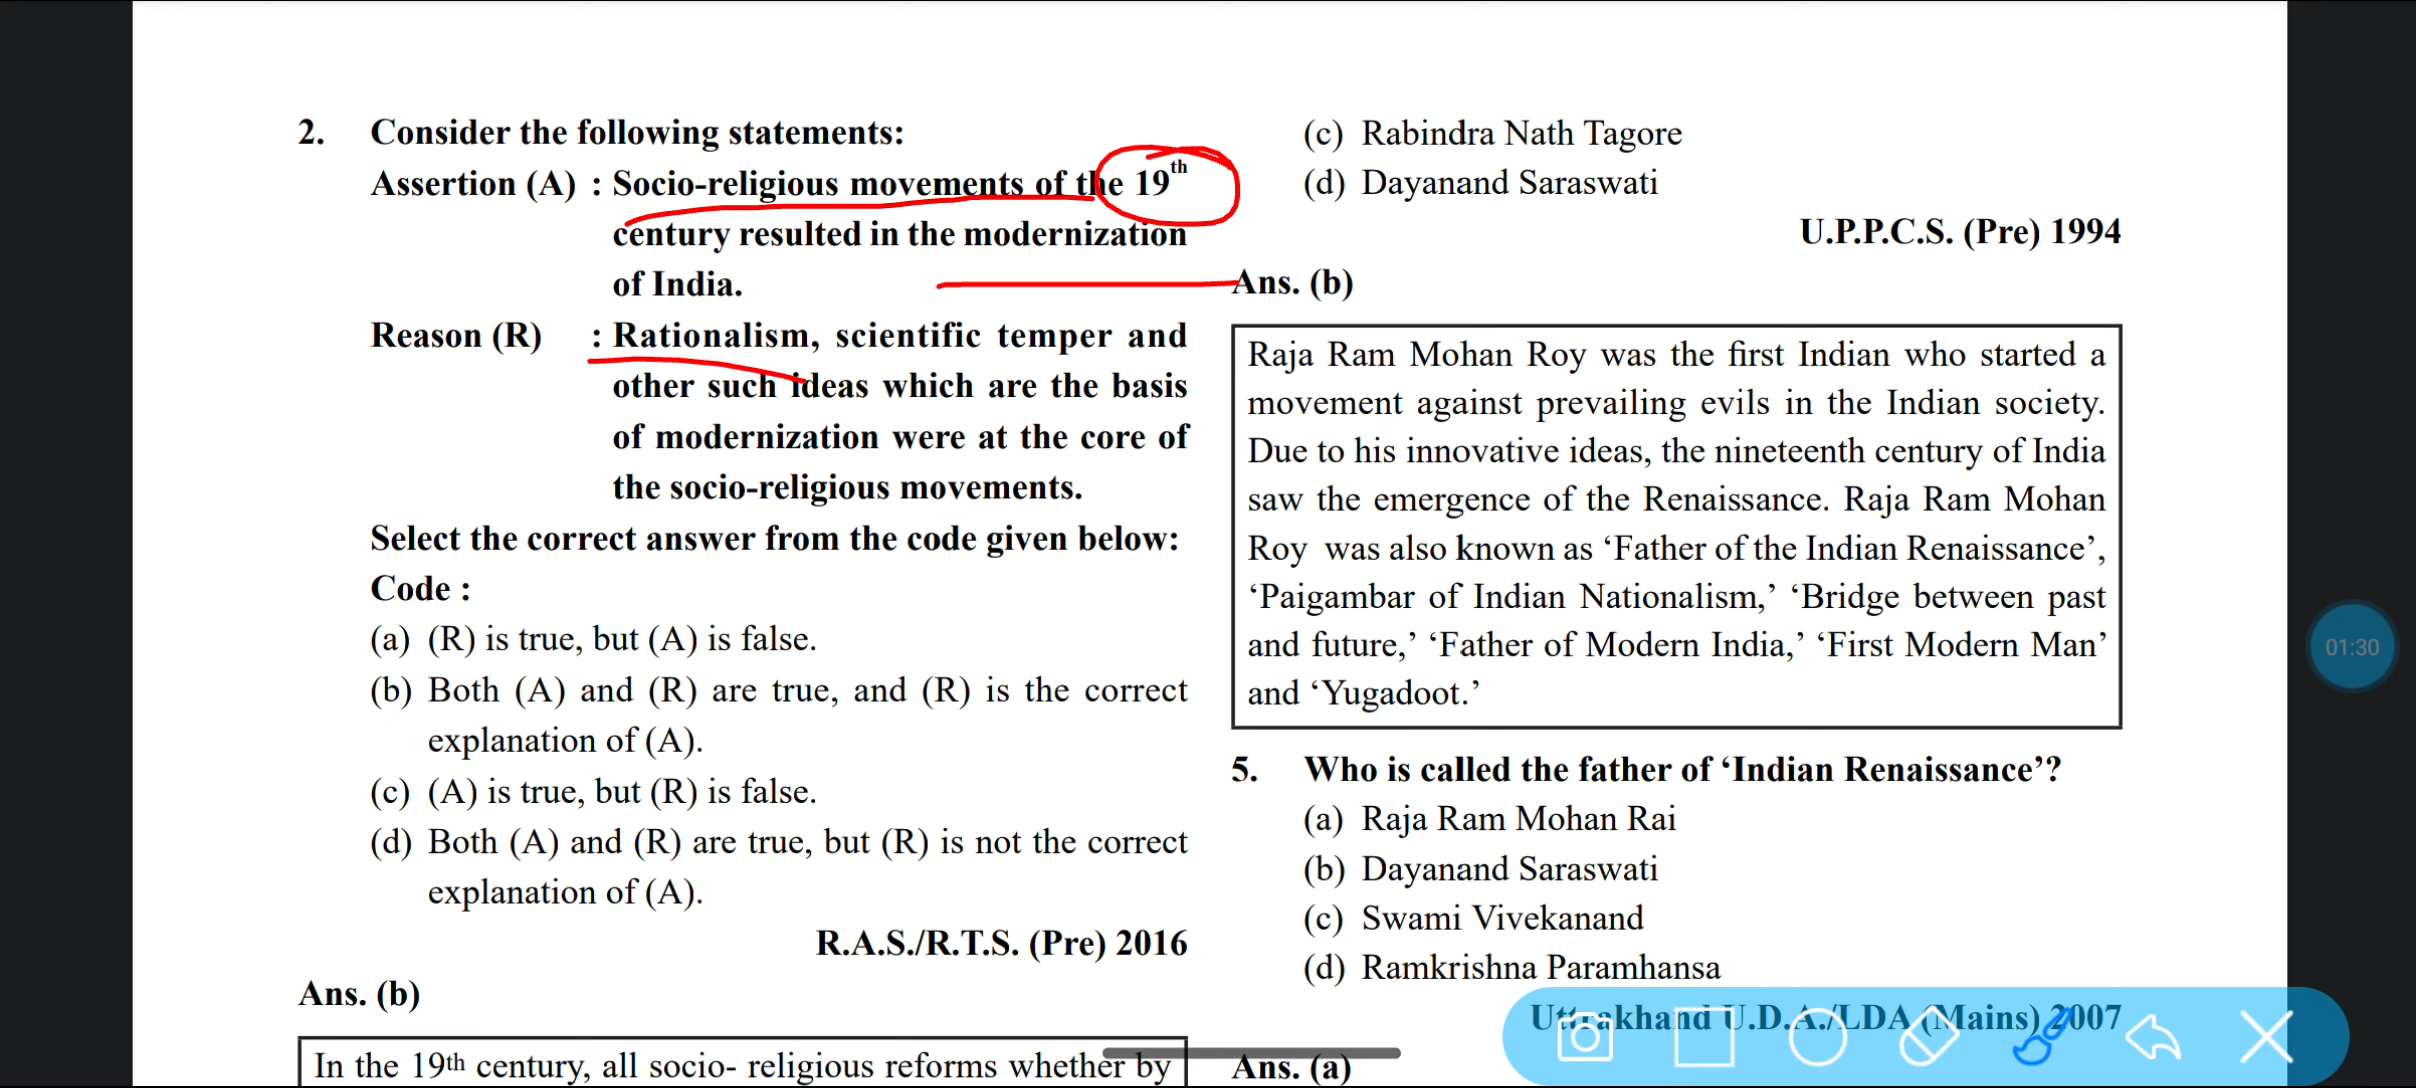 2. Consider the following statements:
Assertion (A) : Socio-religious movements of the 19th
century resulted in the modernization
of India.
Reason (R) : Rationalism, scientific temper and
other such ideas which are the basis
of modernization were at the core of
the socio-religious movements.
Select the correct answer from the code given below:
Code :
(a) (R) is true, but (A) is false.
(b) Both (A) and (R) are true, and (R) is the correct
explanation of (A).
(c) (A) is true, but (R) is false.
(d) Both (A) and (R) are true, but (R) is not the correct
explanation of (A).
R.A.S./R.T.S. (Pre) 2016
Ans. (b)
In the 19th century, all socio- religious reforms whether by
(c) Rabindra Nath Tagore
(d) Dayanand Saraswati
U.P.P.C.S. (Pre) 1994
Ans. (b)
Raja Ram Mohan Roy was the first Indian who started a
movement against prevailing evils in the Indian society.
Due to his innovative ideas, the nineteenth century of India
saw the emergence of the Renaissance. Raja Ram Mohan
Roy was also known as ‘Father of the Indian Renaissance’,
‘Paigambar of Indian Nationalism,’ ‘Bridge between past
and future,’ ‘Father of Modern India,’ ‘First Modern Man’
and ‘Yugadoot.’
5. Who is called the father of ‘Indian Renaissance’?
(a) Raja Ram Mohan Rai
(b) Dayanand Saraswati
(c) Swami Vivekanand
(d) Ramkrishna Paramhansa
Uttrakhand U.D.A./LDA (Mains) 2007
Ans. (a)
01:30